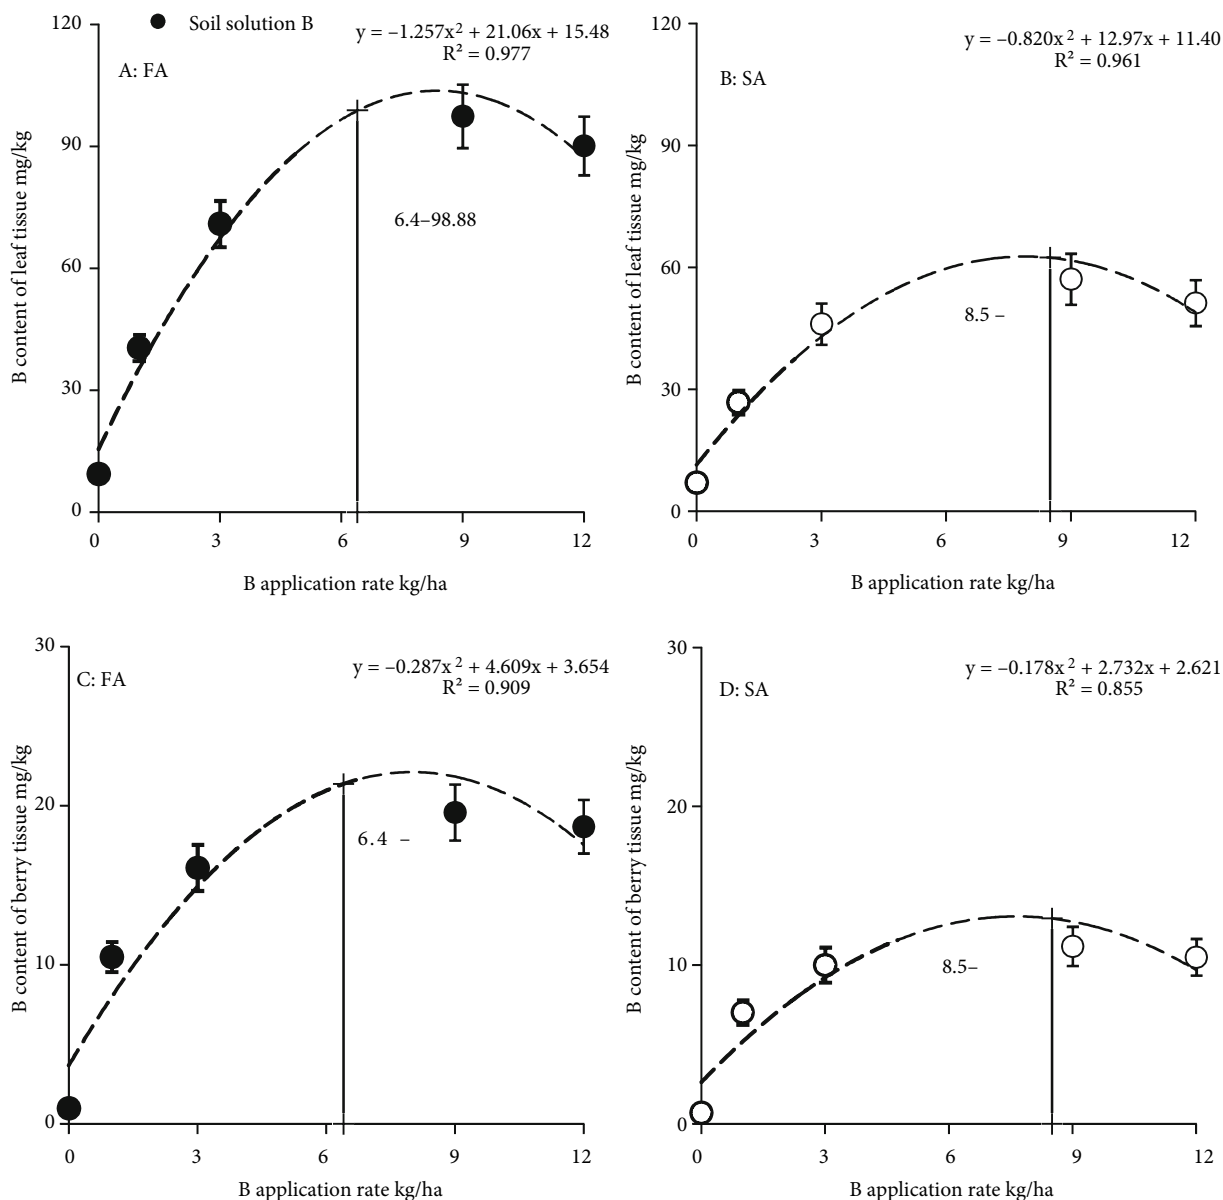 Soil solution B
A: FA
y = –1.257x² + 21.06x + 15.48
R² = 0.977
120
90
60
30
0
B content of leaf tissue mg/kg
6.4–98.88
0 3 6 9 12
B application rate kg/ha
B: SA
y = –0.820x² + 12.97x + 11.40
R² = 0.961
120
90
60
30
0
B content of leaf tissue mg/kg
8.5 –
0 3 6 9 12
B application rate kg/ha
C: FA
y = –0.287x² + 4.609x + 3.654
R² = 0.909
30
20
10
0
B content of berry tissue mg/kg
6.4 –
0 3 6 9 12
B application rate kg/ha
D: SA
y = –0.178x² + 2.732x + 2.621
R² = 0.855
30
20
10
0
B content of berry tissue mg/kg
8.5–
0 3 6 9 12
B application rate kg/ha